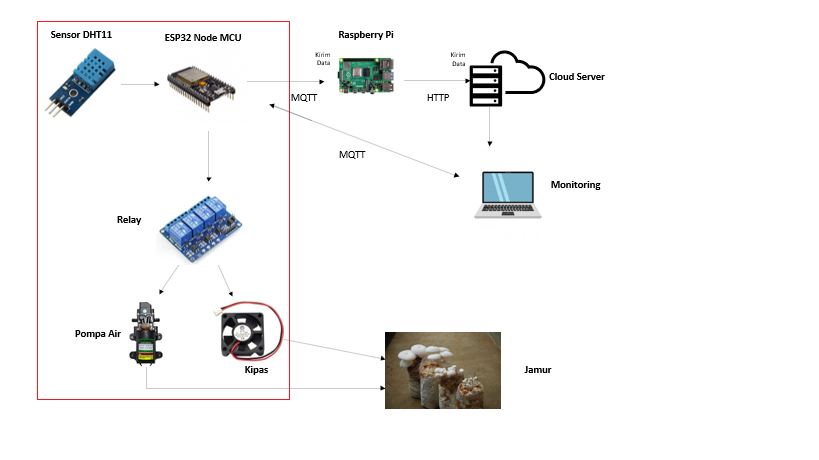 Sensor DHT11
ESP32 Node MCU
Raspberry Pi
Kirim
Data
Kirim
Data
Cloud Server
MQTT
HTTP
MQTT
Monitoring
Relay
Pompa Air
Kipas
Jamur